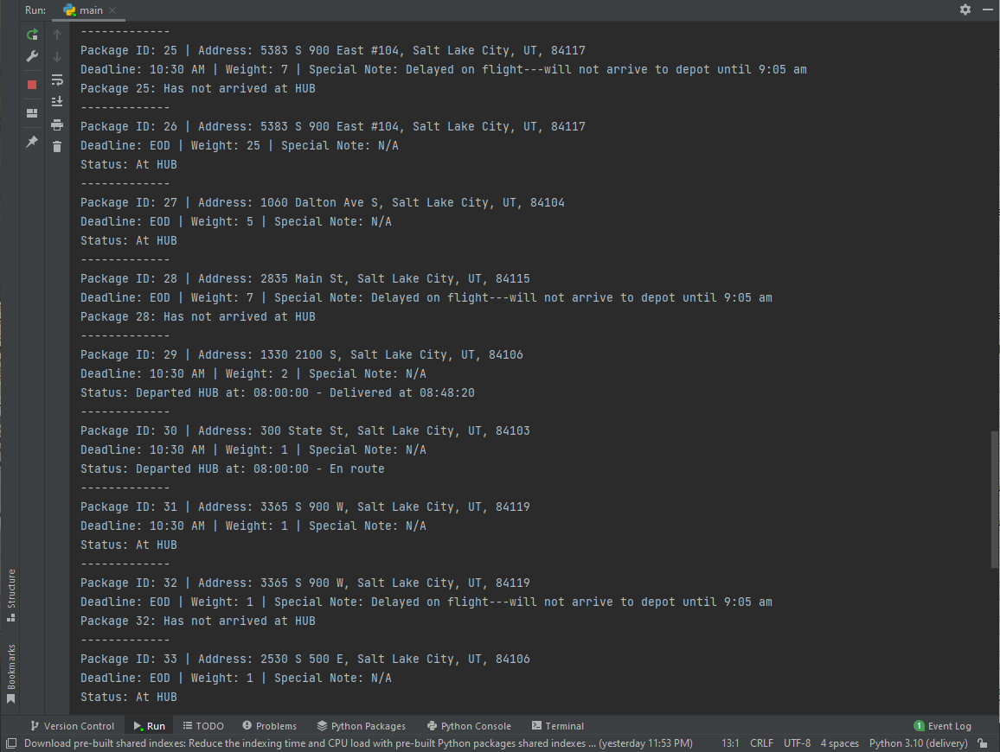 Run: main
-------------
Package ID: 25 | Address: 5383 S 900 East #104, Salt Lake City, UT, 84117
Deadline: 10:30 AM | Weight: 7 | Special Note: Delayed on flight---will not arrive to depot until 9:05 am
Package 25: Has not arrived at HUB
-------------
Package ID: 26 | Address: 5383 S 900 East #104, Salt Lake City, UT, 84117
Deadline: EOD | Weight: 25 | Special Note: N/A
Status: At HUB
-------------
Package ID: 27 | Address: 1060 Dalton Ave S, Salt Lake City, UT, 84104
Deadline: EOD | Weight: 5 | Special Note: N/A
Status: At HUB
-------------
Package ID: 28 | Address: 2835 Main St, Salt Lake City, UT, 84115
Deadline: EOD | Weight: 7 | Special Note: Delayed on flight---will not arrive to depot until 9:05 am
Package 28: Has not arrived at HUB
-------------
Package ID: 29 | Address: 1330 2100 S, Salt Lake City, UT, 84106
Deadline: 10:30 AM | Weight: 2 | Special Note: N/A
Status: Departed HUB at: 08:00:00 - Delivered at 08:48:20
-------------
Package ID: 30 | Address: 300 State St, Salt Lake City, UT, 84103
Deadline: 10:30 AM | Weight: 1 | Special Note: N/A
Status: Departed HUB at: 08:00:00 - En route
-------------
Package ID: 31 | Address: 3365 S 900 W, Salt Lake City, UT, 84119
Deadline: 10:30 AM | Weight: 1 | Special Note: N/A
Status: At HUB
-------------
Package ID: 32 | Address: 3365 S 900 W, Salt Lake City, UT, 84119
Deadline: EOD | Weight: 1 | Special Note: Delayed on flight---will not arrive to depot until 9:05 am
Package 32: Has not arrived at HUB
-------------
Package ID: 33 | Address: 2530 S 500 E, Salt Lake City, UT, 84106
Deadline: EOD | Weight: 1 | Special Note: N/A
Status: At HUB
Structure
Bookmarks
Version Control Run TODO Problems Python Packages Python Console Terminal 1 Event Log
Download pre-built shared indexes: Reduce the indexing time and CPU load with pre-built Python packages shared indexes ... (yesterday 11:53 PM) 13:1 CRLF UTF-8 4 spaces Python 3.10 (delivery)